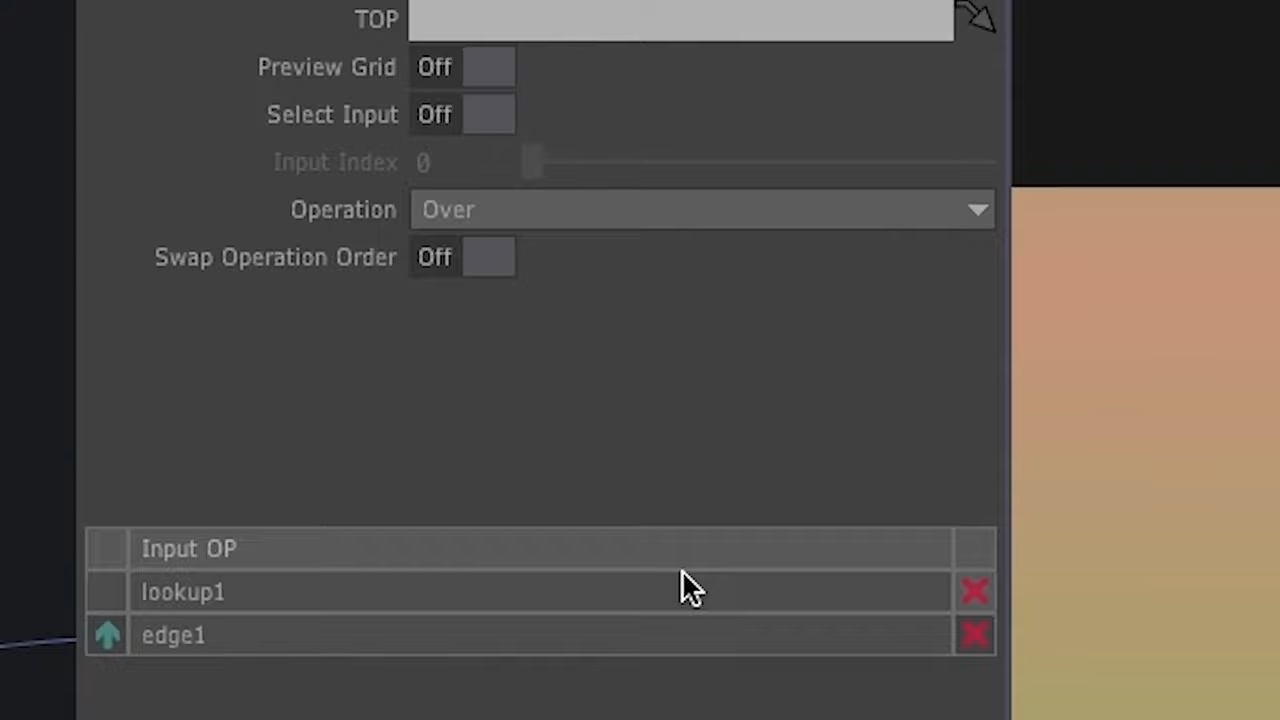 TOP
Preview Grid Off
Select Input Off
Input Index 0
Operation Over
Swap Operation Order Off
Input OP
lookup1
edge1